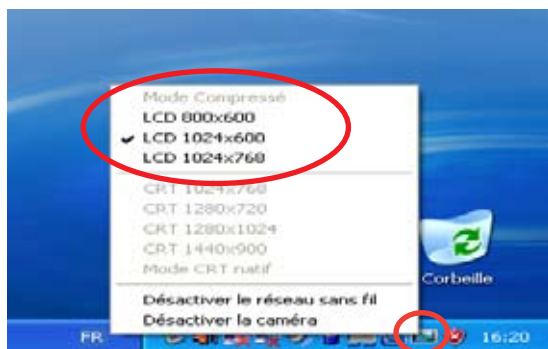 Mode Compressé
LCD 800x600
LCD 1024x600
LCD 1024x768
CRT 1024x768
CRT 1280x720
CRT 1280x1024
CRT 1440x900
Mode CRT natif
Désactiver le réseau sans fil
Désactiver la caméra
Corbeille
FR
16:20